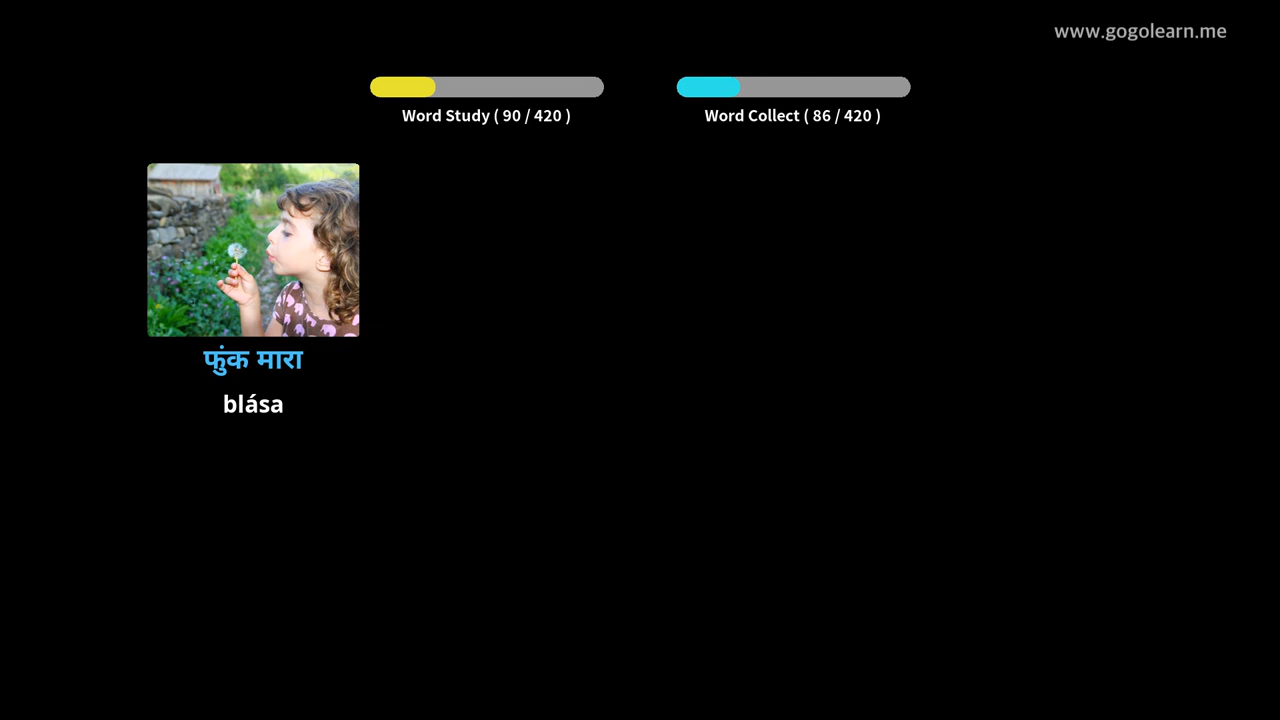 www.gogolearn.me
Word Study ( 90 / 420 )
Word Collect ( 86 / 420 )
फुंक मारा
blása